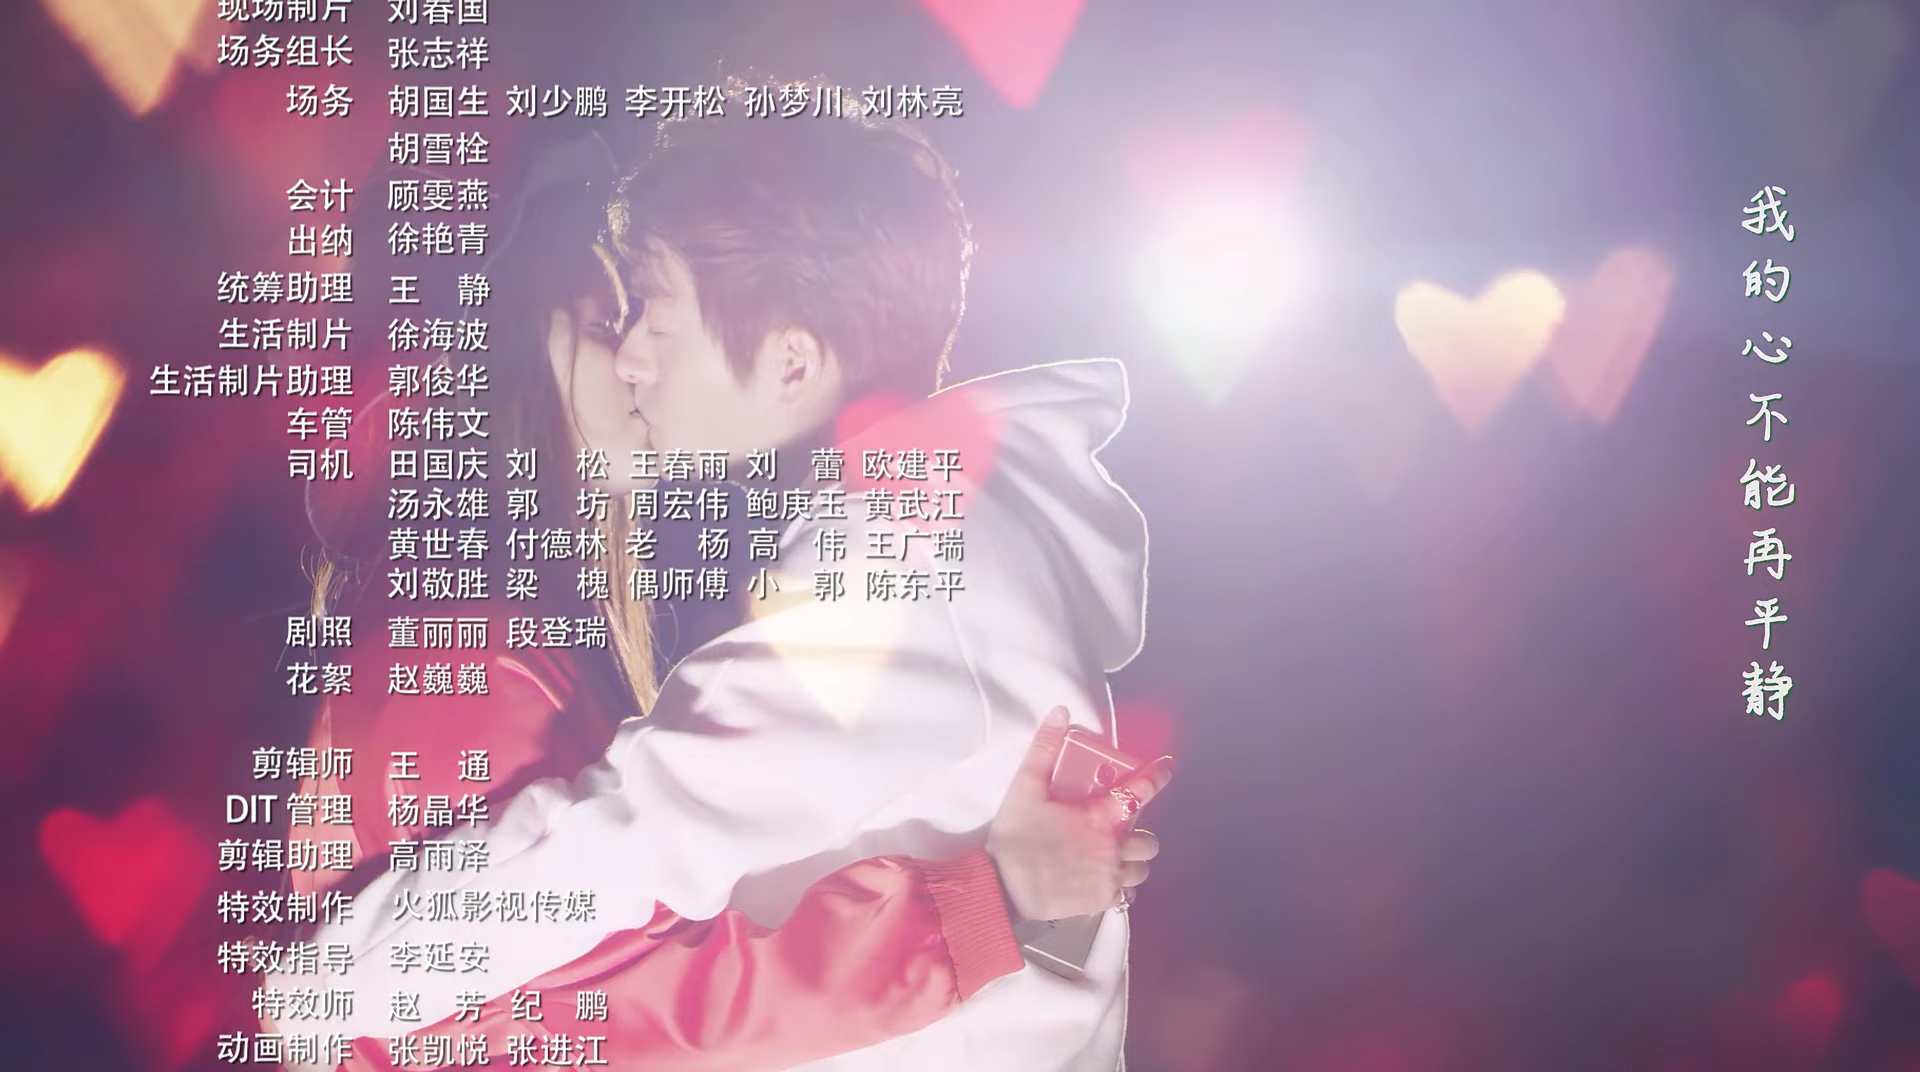 现场制片 刘春国
场务组长 张志祥
场务 胡国生 刘少鹏 李开松 孙梦川 刘林亮
胡雪栓
会计 顾雯燕
出纳 徐艳青
统筹助理 王 静
生活制片 徐海波
生活制片助理 郭俊华
车管 陈伟文
司机 田国庆 刘 松 王春雨 刘 蕾 欧建平
汤永雄 郭 坊 周宏伟 鲍庚玉 黄武江
黄世春 付德林 老 杨 高 伟 王广瑞
刘敬胜 梁 槐 偶师傅 小 郭 陈东平
剧照 董丽丽 段登瑞
花絮 赵巍巍
剪辑师 王 通
DIT 管理 杨晶华
剪辑助理 高雨泽
特效制作 火狐影视传媒
特效指导 李延安
特效师 赵 芳 纪 鹏
动画制作 张凯悦 张进江
我的心不能再平静